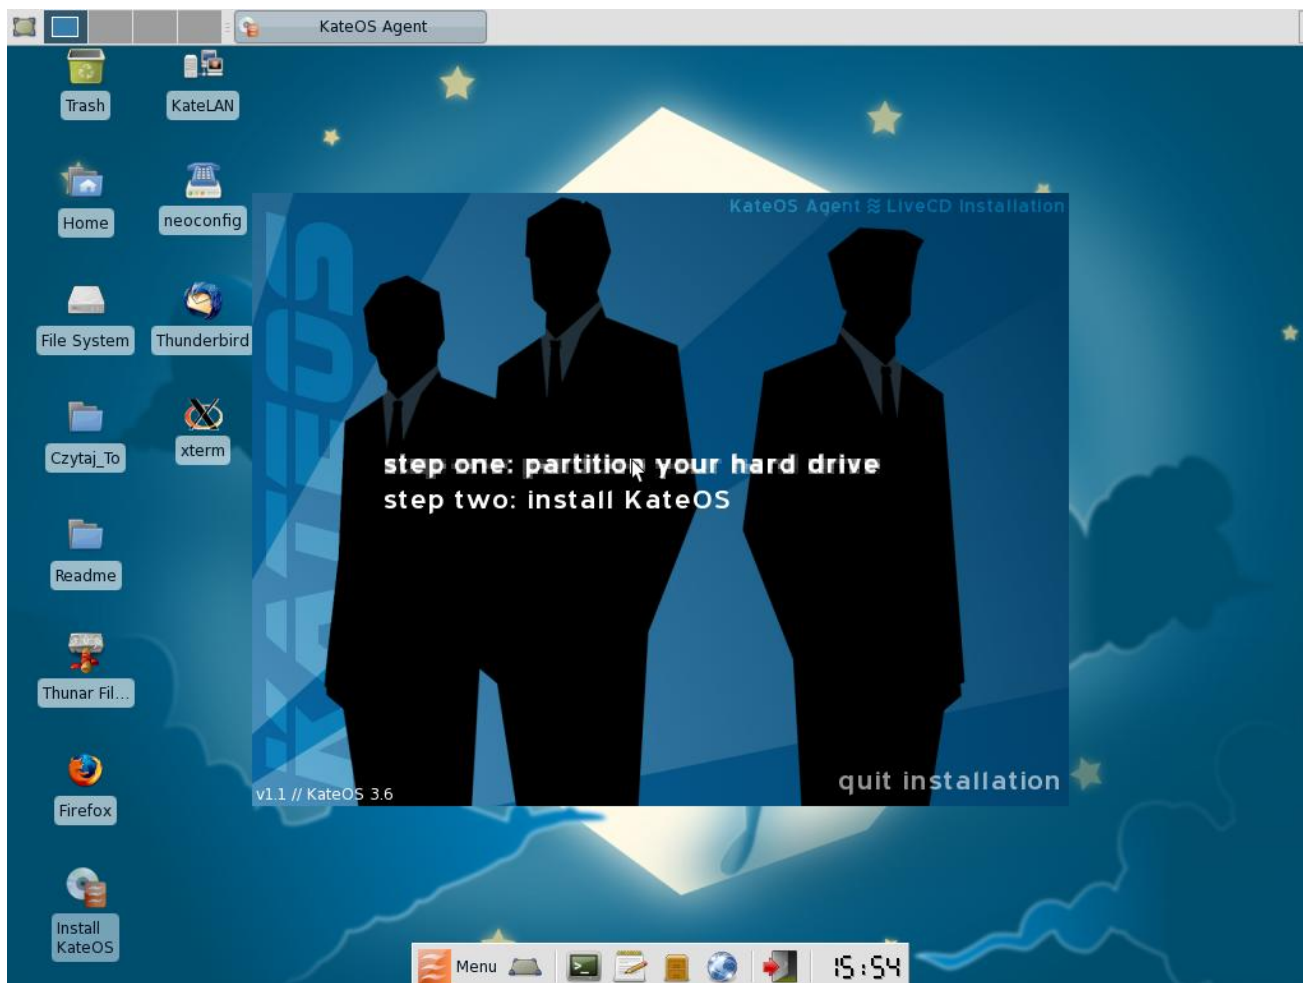 KateOS Agent
Trash
KateLAN
Home
neoconfig
File System
Thunderbird
Czytaj_To
xterm
Readme
Thunar Fil...
Firefox
Install
KateOS
KateOS Agent ≋ LiveCD Installation
KATEOS
step one: partition your hard drive
step two: install KateOS
quit installation
v1.1 // KateOS 3.6
Menu
15:54